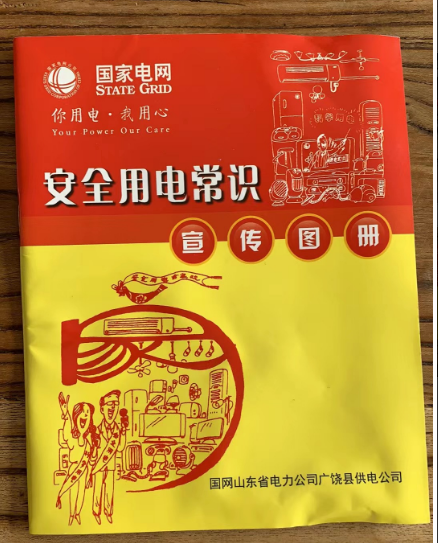 国家电网
STATE GRID
你用电·我用心
Your Power Our Care
安全用电常识
宣传图册
国网山东省电力公司广饶县供电公司